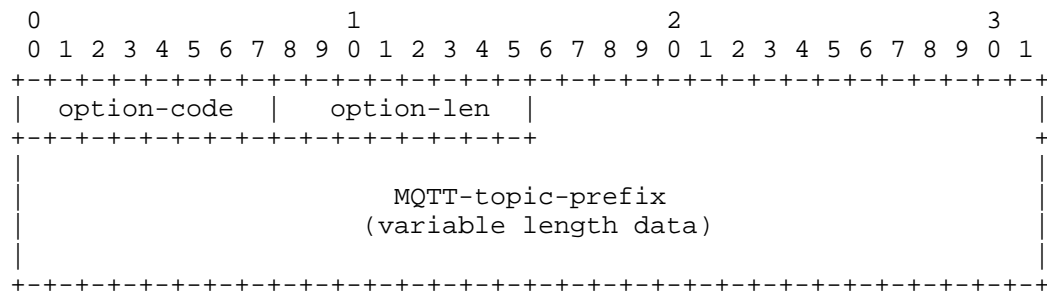 0                   1                   2                   3
 0 1 2 3 4 5 6 7 8 9 0 1 2 3 4 5 6 7 8 9 0 1 2 3 4 5 6 7 8 9 0 1
+-+-+-+-+-+-+-+-+-+-+-+-+-+-+-+-+-+-+-+-+-+-+-+-+-+-+-+-+-+-+-+-+
|  option-code  |   option-len  |                               |
+-+-+-+-+-+-+-+-+-+-+-+-+-+-+-+-+                               +
|                                                               |
|                       MQTT-topic-prefix                       |
|                     (variable length data)                    |
|                                                               |
+-+-+-+-+-+-+-+-+-+-+-+-+-+-+-+-+-+-+-+-+-+-+-+-+-+-+-+-+-+-+-+-+